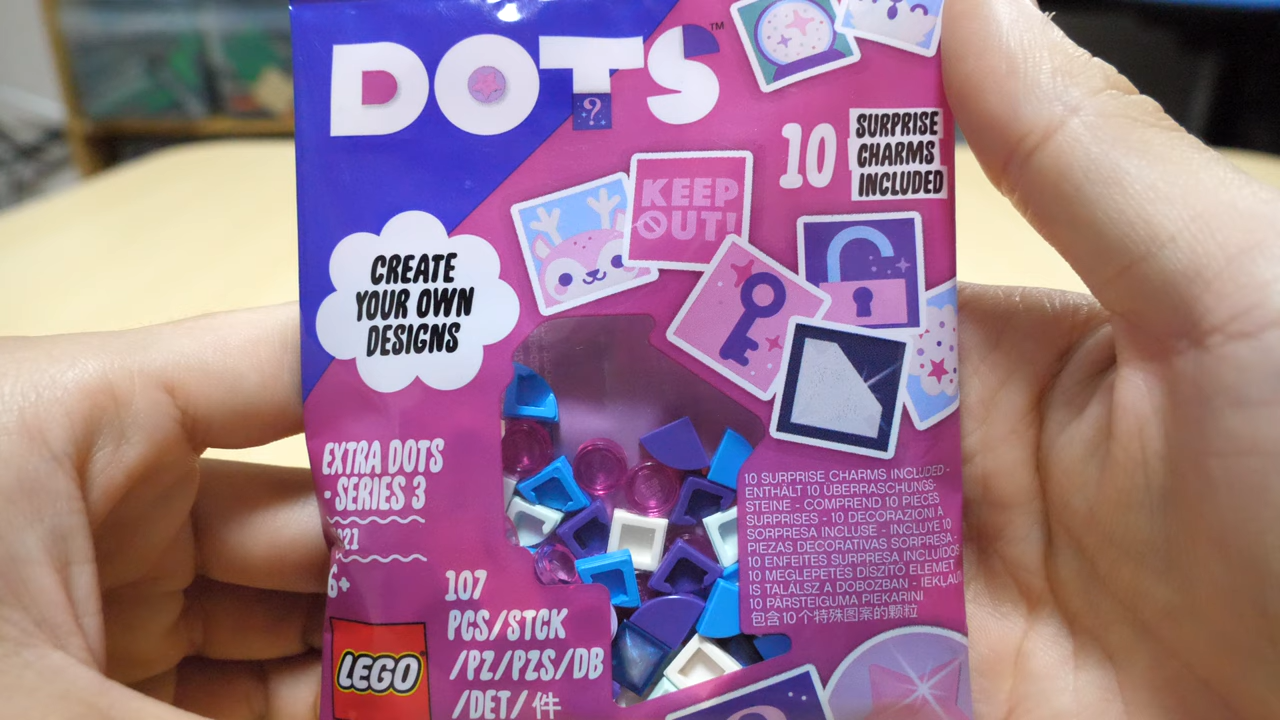 DOTS™
?
10
SURPRISE
CHARMS
INCLUDED
KEEP
OUT!
CREATE
YOUR OWN
DESIGNS
EXTRA DOTS
- SERIES 3
6+
107
PCS/STCK
/PZ/PZS/DB
/DET/件
LEGO
10 SURPRISE CHARMS INCLUDED -
ENTHÄLT 10 ÜBERRASCHUNGS-
STEINE - COMPREND 10 PIECES
SURPRISES - 10 DECORAZIONI A
SORPRESA INCLUSE - INCLUYE 10
PIEZAS DECORATIVAS SORPRESA -
10 ENFEITES SURPRESA INCLUÍDOS
10 MEGLEPETÉS DÍSZÍTŐ ELEMET
IS TALÁLSZ A DOBOZBAN - IEKĻAUT
10 PĀRSTEIGUMA PIEKARIŅI
包含10个特殊图案的颗粒